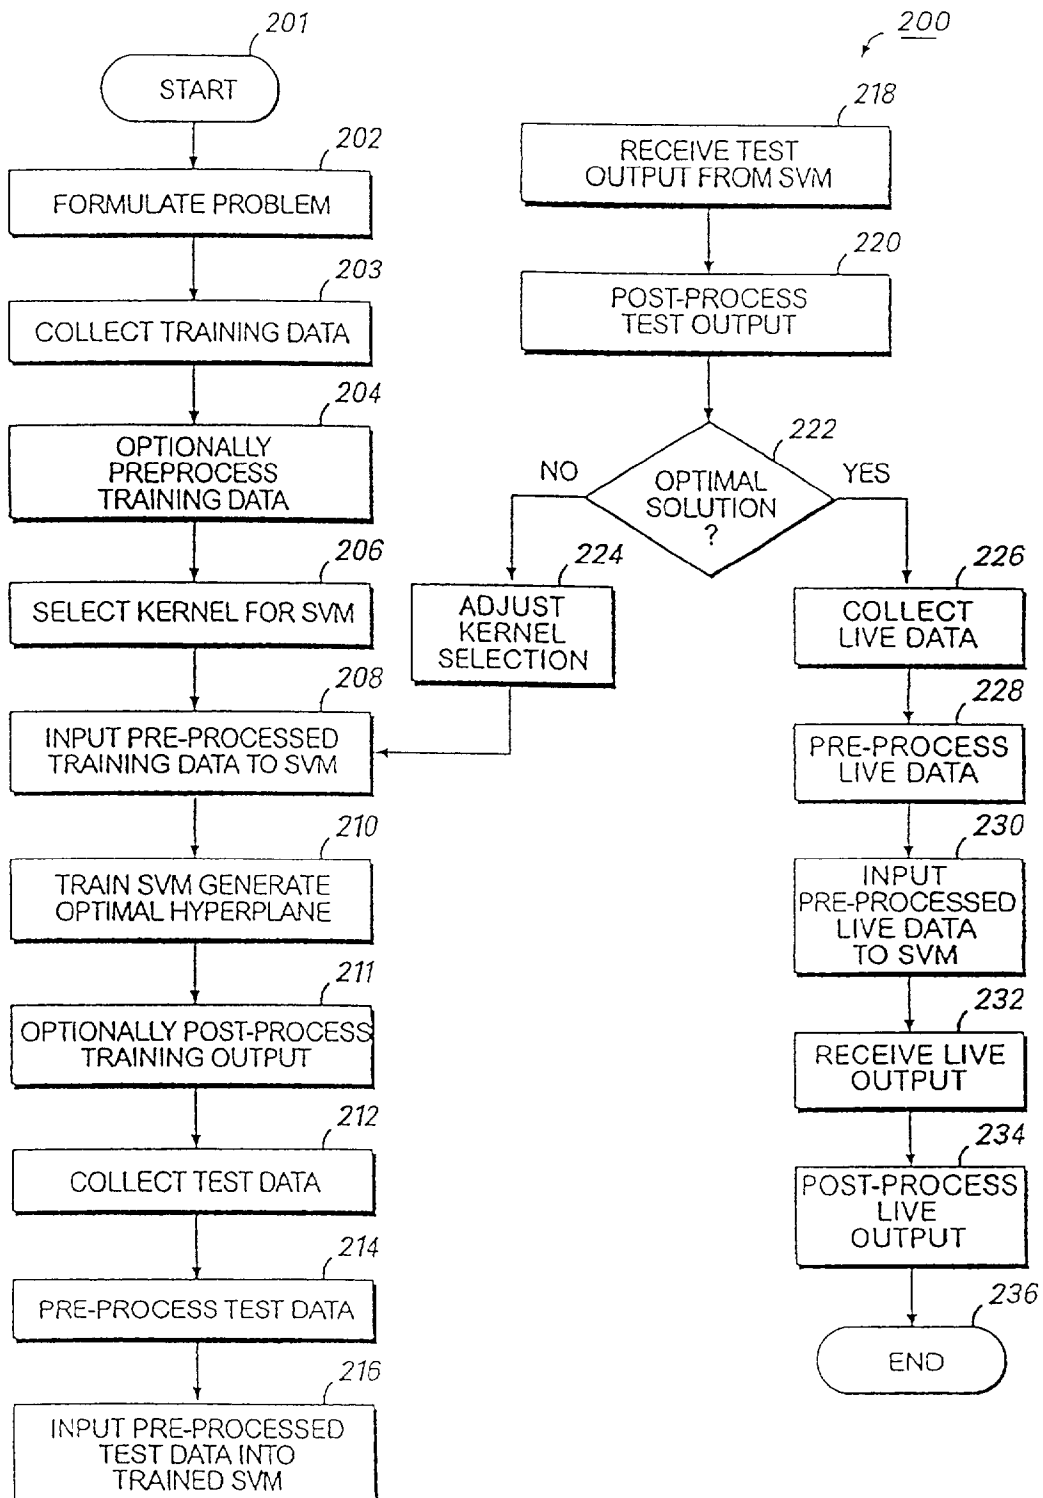 200
201
START
202
FORMULATE PROBLEM
203
COLLECT TRAINING DATA
204
OPTIONALLY
PREPROCESS
TRAINING DATA
206
SELECT KERNEL FOR SVM
208
INPUT PRE-PROCESSED
TRAINING DATA TO SVM
210
TRAIN SVM GENERATE
OPTIMAL HYPERPLANE
211
OPTIONALLY POST-PROCESS
TRAINING OUTPUT
212
COLLECT TEST DATA
214
PRE-PROCESS TEST DATA
216
INPUT PRE-PROCESSED
TEST DATA INTO
TRAINED SVM
218
RECEIVE TEST
OUTPUT FROM SVM
220
POST-PROCESS
TEST OUTPUT
222
OPTIMAL
SOLUTION
?
NO
YES
224
ADJUST
KERNEL
SELECTION
226
COLLECT
LIVE DATA
228
PRE-PROCESS
LIVE DATA
230
INPUT
PRE-PROCESSED
LIVE DATA
TO SVM
232
RECEIVE LIVE
OUTPUT
234
POST-PROCESS
LIVE
OUTPUT
236
END